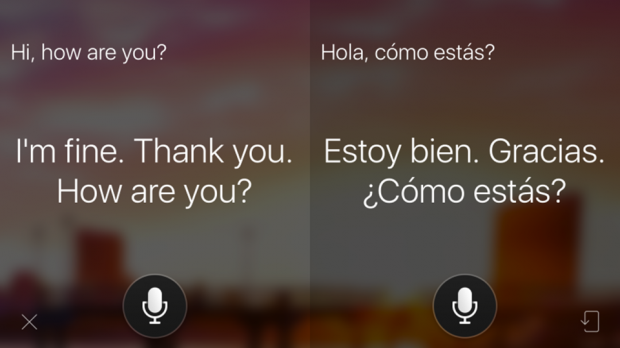 Hi, how are you?
I'm fine. Thank you.
How are you?
Hola, cómo estás?
Estoy bien. Gracias.
¿Cómo estás?